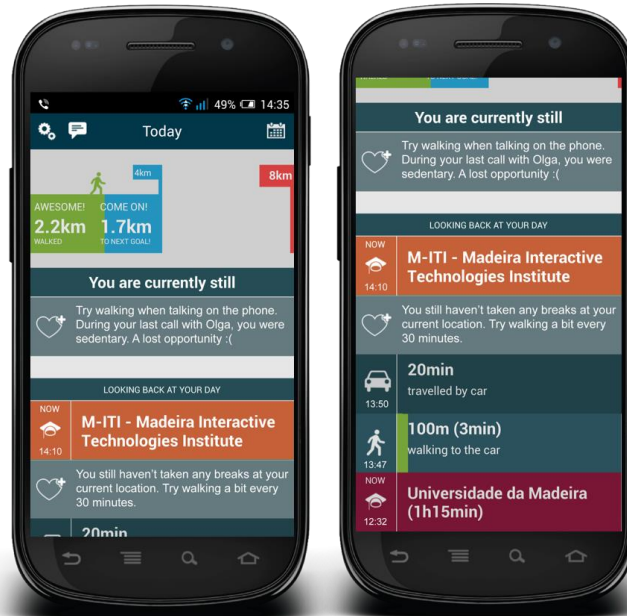 49% 14:35
Today
4km
8km
AWESOME! COME ON!
2.2km 1.7km
WALKED TO NEXT GOAL!
You are currently still
Try walking when talking on the phone.
During your last call with Olga, you were
sedentary. A lost opportunity :(
LOOKING BACK AT YOUR DAY
NOW
M-ITI - Madeira Interactive
Technologies Institute
14:10
You still haven't taken any breaks at your
current location. Try walking a bit every
30 minutes.
20min
You are currently still
Try walking when talking on the phone.
During your last call with Olga, you were
sedentary. A lost opportunity :(
LOOKING BACK AT YOUR DAY
NOW
M-ITI - Madeira Interactive
Technologies Institute
14:10
You still haven't taken any breaks at your
current location. Try walking a bit every
30 minutes.
20min
travelled by car
13:50
100m (3min)
walking to the car
13:47
NOW
Universidade da Madeira
(1h15min)
12:32